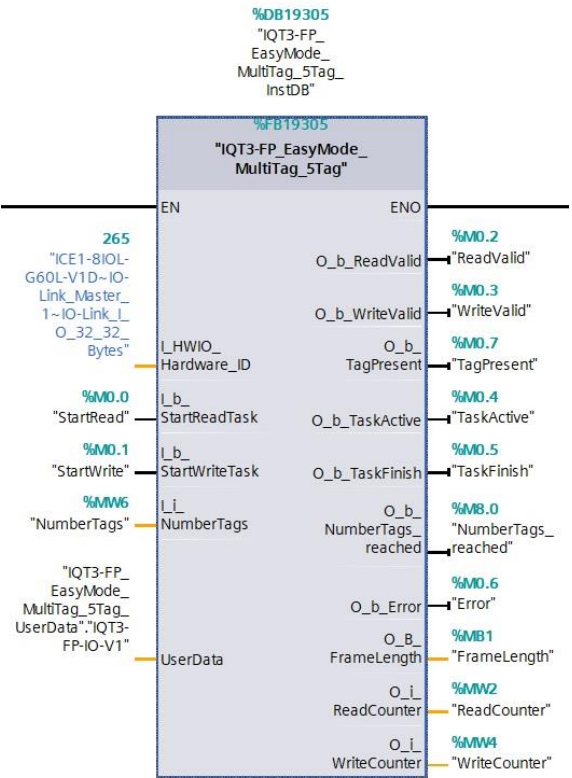 %DB19305
"IQT3-FP_
EasyMode_
MultiTag_5Tag_
InstDB"
%FB19305
"IQT3-FP_EasyMode_
MultiTag_5Tag"
EN
ENO
265
"ICE1-8IOL-
G60L-V1D~IO-
Link_Master_
1~IO-Link_I_
O_32_32_
Bytes"
I_HWIO_
Hardware_ID
%M0.0
"StartRead"
I_b_
StartReadTask
%M0.1
"StartWrite"
I_b_
StartWriteTask
%MW6
"NumberTags"
I_i_
NumberTags
"IQT3-FP_
EasyMode_
MultiTag_5Tag_
UserData"."IQT3-
FP-IO-V1"
UserData
O_b_ReadValid
%M0.2
"ReadValid"
O_b_WriteValid
%M0.3
"WriteValid"
O_b_
TagPresent
%M0.7
"TagPresent"
O_b_TaskActive
%M0.4
"TaskActive"
O_b_TaskFinish
%M0.5
"TaskFinish"
O_b_
NumberTags_
reached
%M8.0
"NumberTags_
reached"
O_b_Error
%M0.6
"Error"
O_B_
FrameLength
%MB1
"FrameLength"
O_i_
ReadCounter
%MW2
"ReadCounter"
O_i_
WriteCounter
%MW4
"WriteCounter"